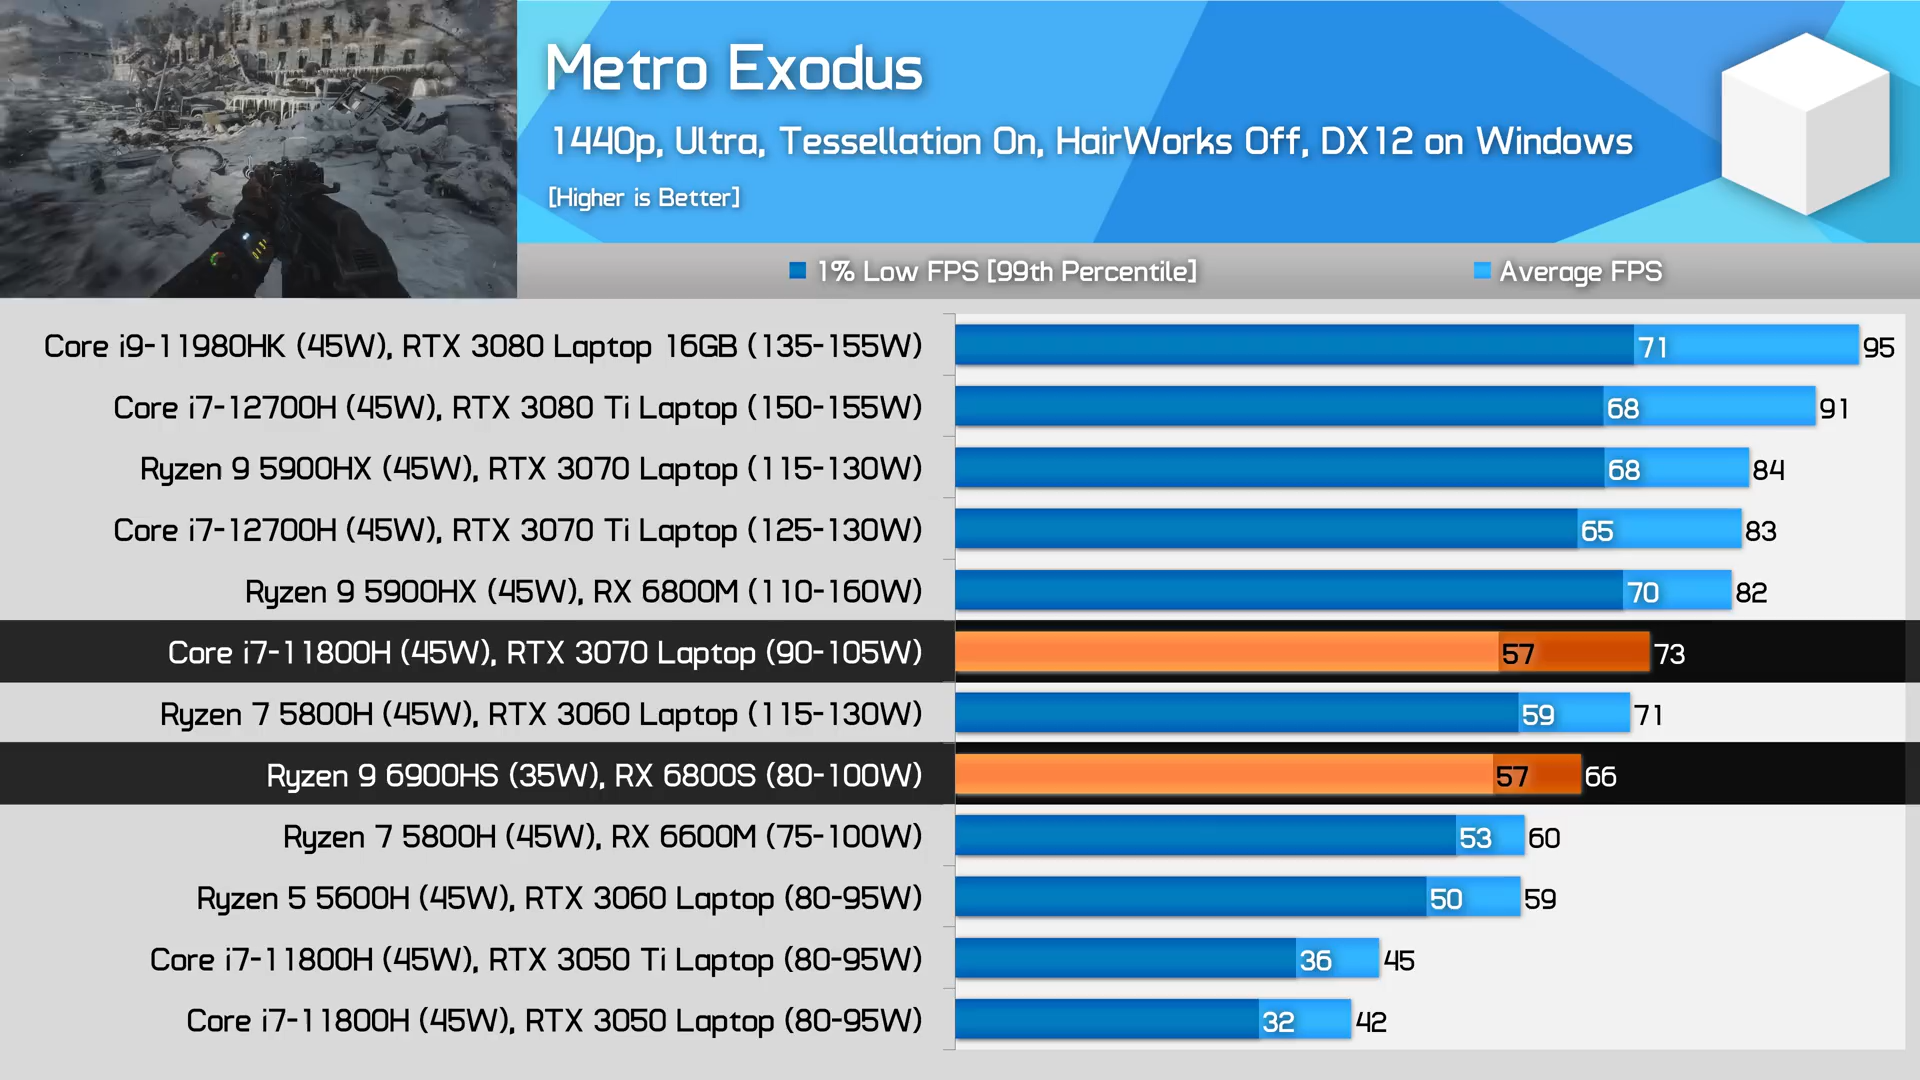 Metro Exodus
1440p, Ultra, Tessellation On, HairWorks Off, DX12 on Windows
[Higher is Better]
1% Low FPS [99th Percentile] Average FPS
Core i9-11980HK (45W), RTX 3080 Laptop 16GB (135-155W) 71 95
Core i7-12700H (45W), RTX 3080 Ti Laptop (150-155W) 68 91
Ryzen 9 5900HX (45W), RTX 3070 Laptop (115-130W) 68 84
Core i7-12700H (45W), RTX 3070 Ti Laptop (125-130W) 65 83
Ryzen 9 5900HX (45W), RX 6800M (110-160W) 70 82
Core i7-11800H (45W), RTX 3070 Laptop (90-105W) 57 73
Ryzen 7 5800H (45W), RTX 3060 Laptop (115-130W) 59 71
Ryzen 9 6900HS (35W), RX 6800S (80-100W) 57 66
Ryzen 7 5800H (45W), RX 6600M (75-100W) 53 60
Ryzen 5 5600H (45W), RTX 3060 Laptop (80-95W) 50 59
Core i7-11800H (45W), RTX 3050 Ti Laptop (80-95W) 36 45
Core i7-11800H (45W), RTX 3050 Laptop (80-95W) 32 42